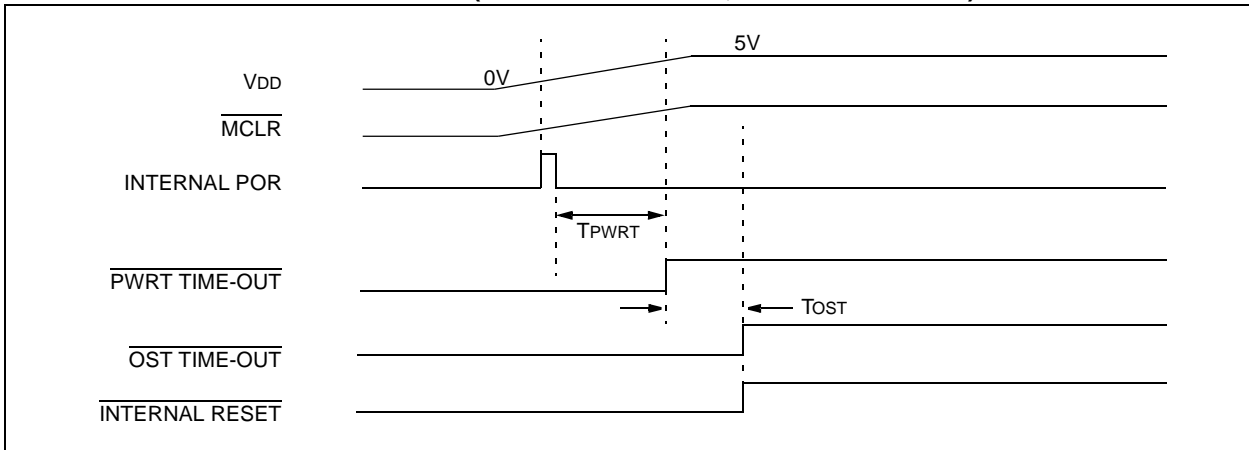 5V
0V
VDD
MCLR
INTERNAL POR
TPWRT
PWRT TIME-OUT
TOST
OST TIME-OUT
INTERNAL RESET